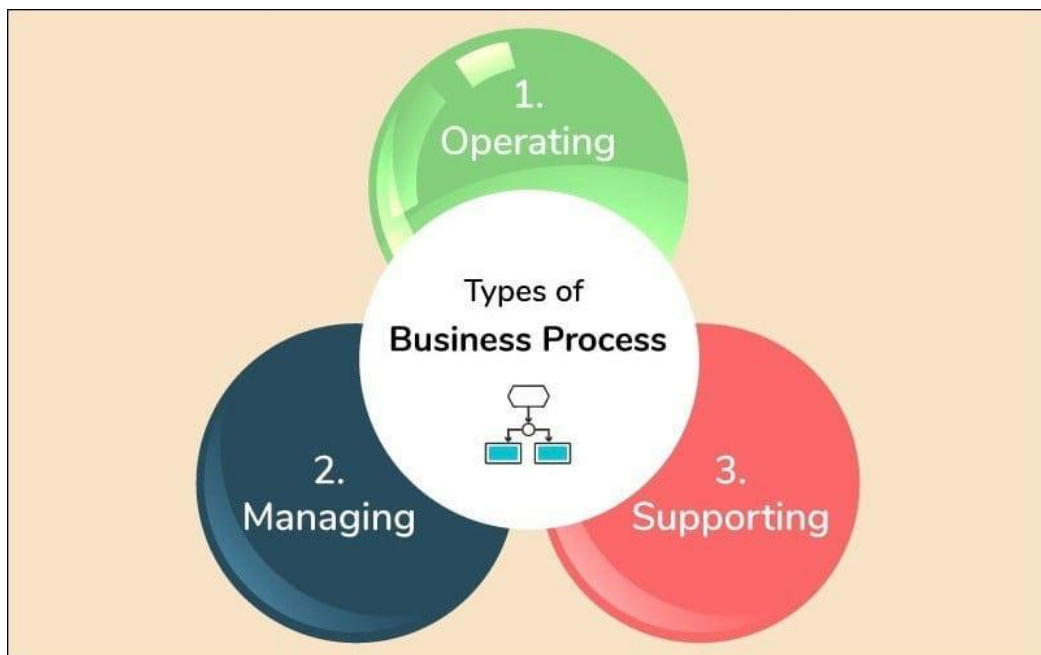 1.
Operating
Types of
Business Process
2.
Managing
3.
Supporting